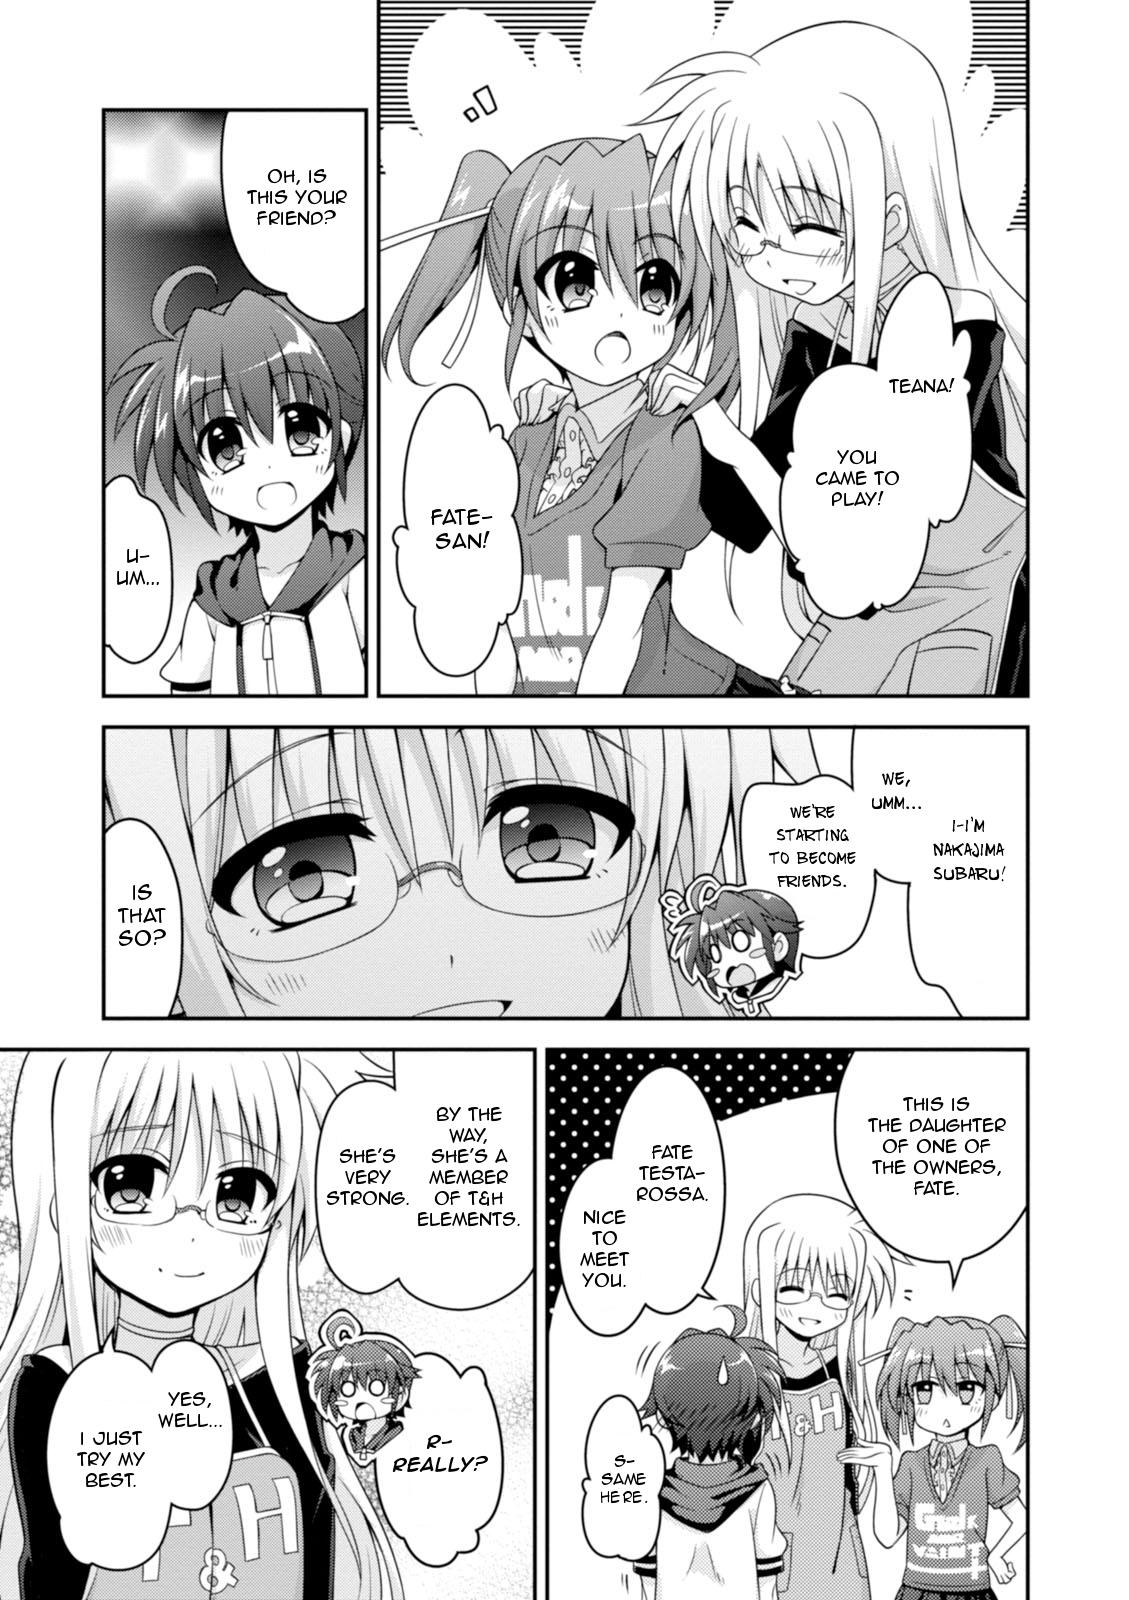 TEANA!
YOU
CAME TO
PLAY!
FATE-
SAN!
OH, IS
THIS YOUR
FRIEND?
U-
UM...
I-I'M
NAKAJIMA
SUBARU!
WE,
UMM...
WE'RE
STARTING
TO BECOME
FRIENDS.
IS
THAT
SO?
THIS IS
THE DAUGHTER
OF ONE OF
THE OWNERS,
FATE.
FATE
TESTA-
ROSSA.
NICE
TO
MEET
YOU.
S-
SAME
HERE.
T&H
BY THE
WAY,
SHE'S A
MEMBER
OF T&H
ELEMENTS.
SHE'S
VERY
STRONG.
R-
REALLY?
YES,
WELL...
I JUST
TRY MY
BEST.
T H
&